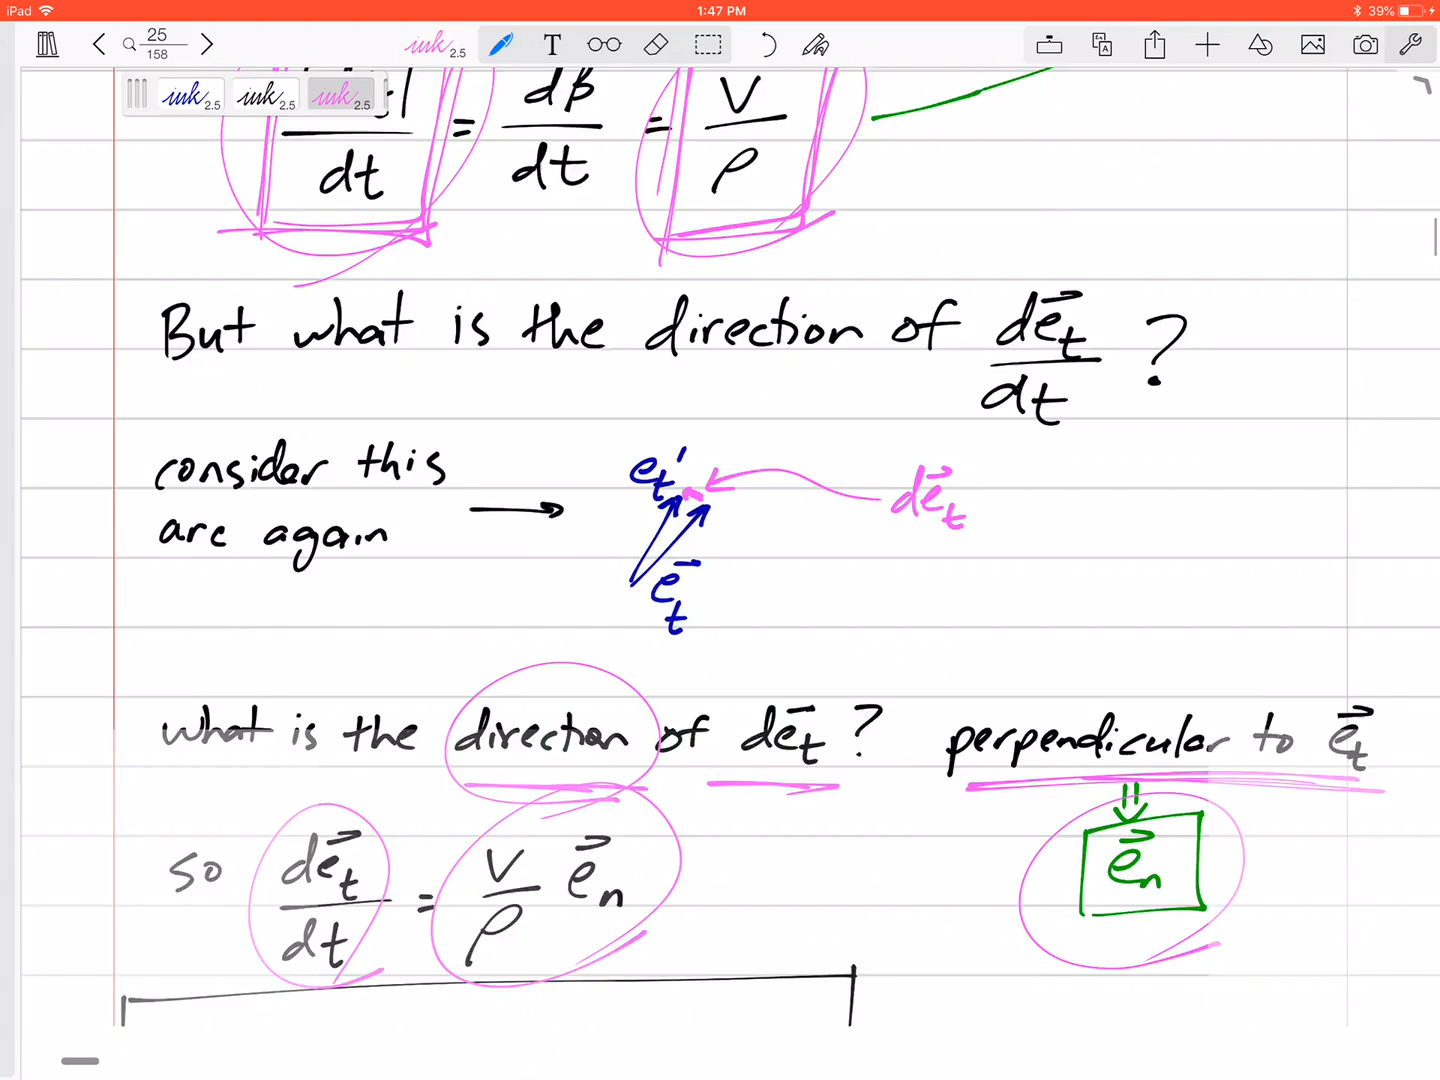 iPad 1:47 PM 39%
25
158
ink 2.5 T
ink 2.5 ink 2.5 ink 2.5
dt = dβ/dt = V/ρ
But what is the direction of de⃗t/dt ?
consider this are again → et' de⃗t
e⃗t
what is the direction of de⃗t ? perpendicular to e⃗t
so de⃗t/dt = V/ρ e⃗n
⇓ e⃗n